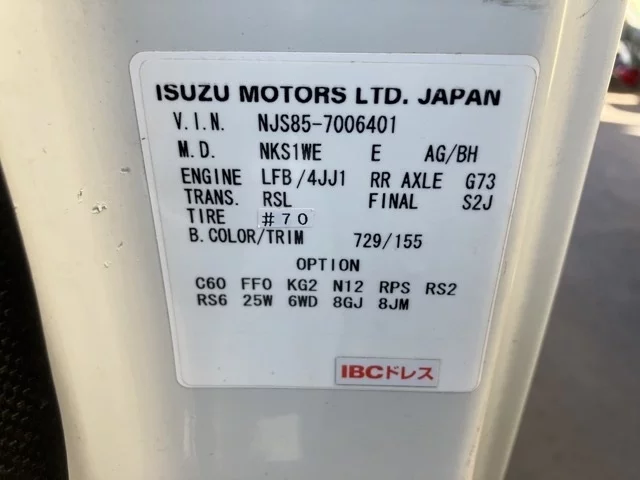 ISUZU MOTORS LTD. JAPAN
V.I.N. NJS85-7006401
M.D. NKS1WE E AG/BH
ENGINE LFB/4JJ1 RR AXLE G73
TRANS. RSL FINAL S2J
TIRE #70
B.COLOR/TRIM 729/155
OPTION
C60 FF0 KG2 N12 RPS RS2
RS6 25W 6WD 8GJ 8JM
IBCドレス